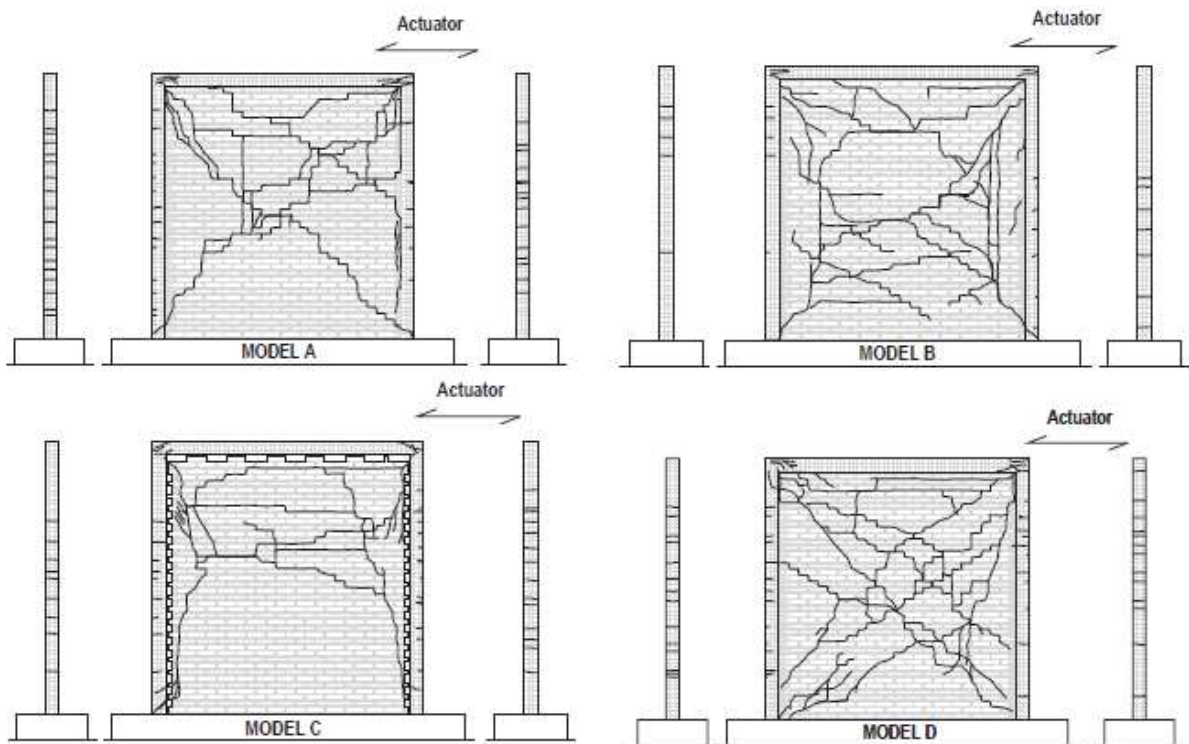 Actuator
Actuator
MODEL A
MODEL B
Actuator
Actuator
MODEL C
MODEL D